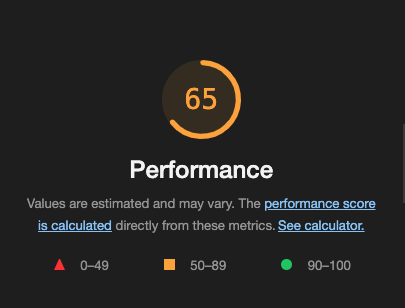 65
Performance
Values are estimated and may vary. The performance score
is calculated directly from these metrics. See calculator.
0–49 50–89 90–100